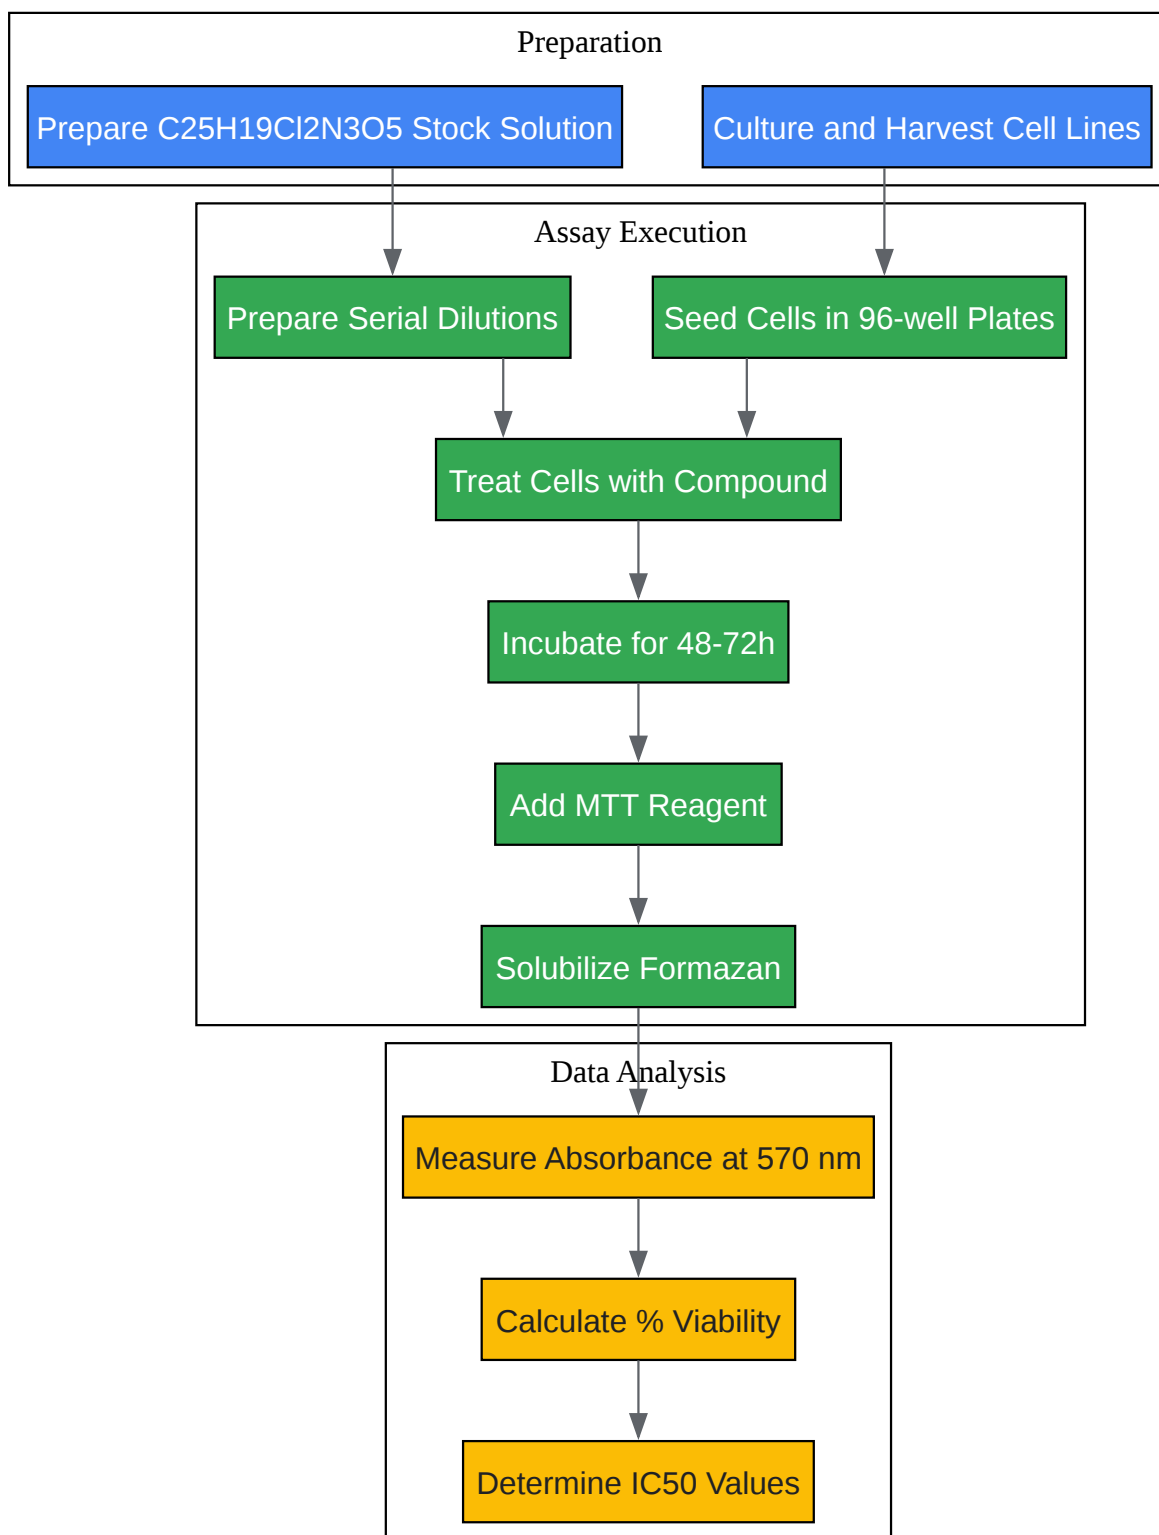 Preparation
Prepare C25H19Cl2N3O5 Stock Solution
Culture and Harvest Cell Lines
Assay Execution
Prepare Serial Dilutions
Seed Cells in 96-well Plates
Treat Cells with Compound
Incubate for 48-72h
Add MTT Reagent
Solubilize Formazan
Data Analysis
Measure Absorbance at 570 nm
Calculate % Viability
Determine IC50 Values